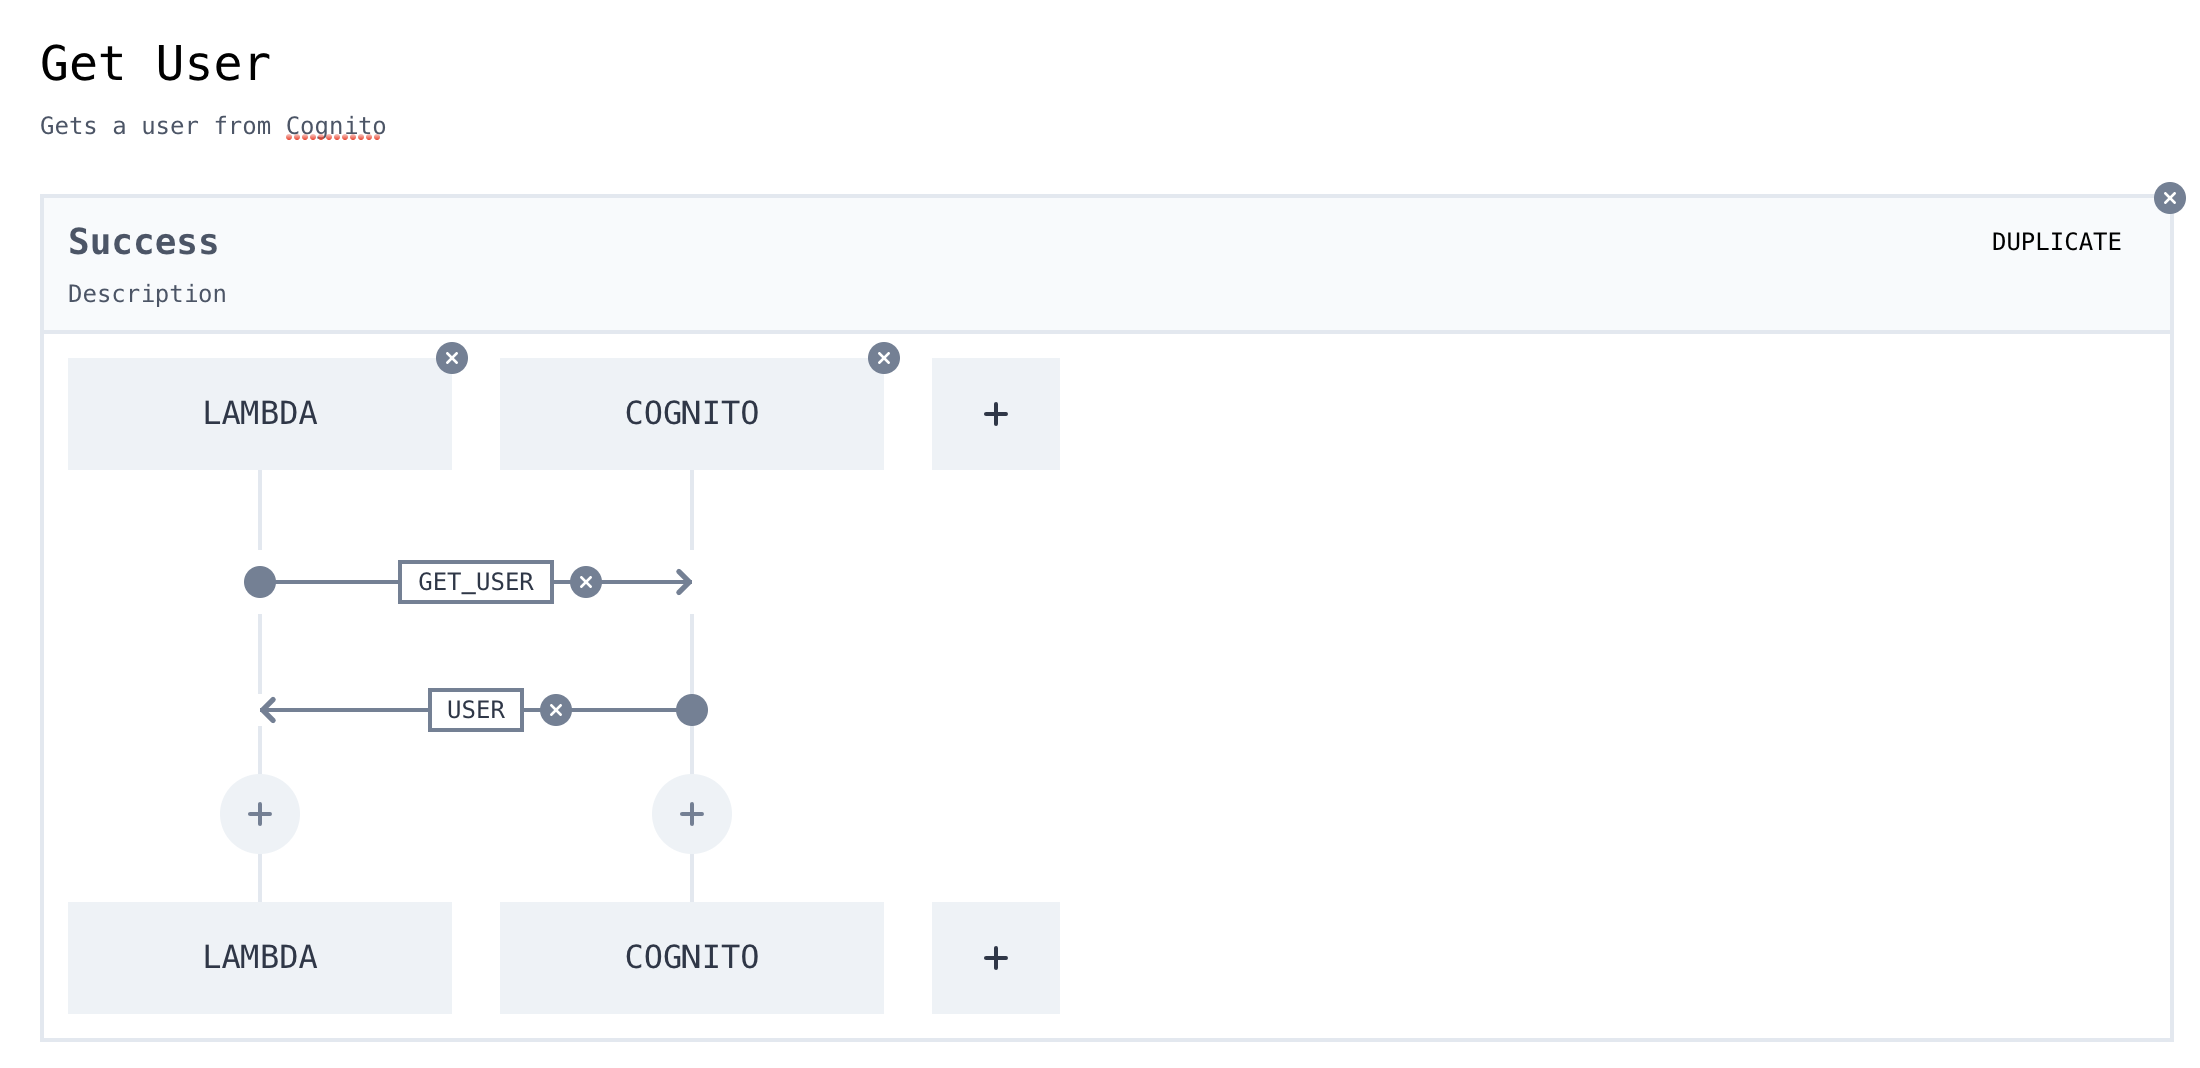 Get User
Gets a user from Cognito
Success
DUPLICATE
Description
LAMBDA COGNITO +
GET_USER
USER
+ +
LAMBDA COGNITO +